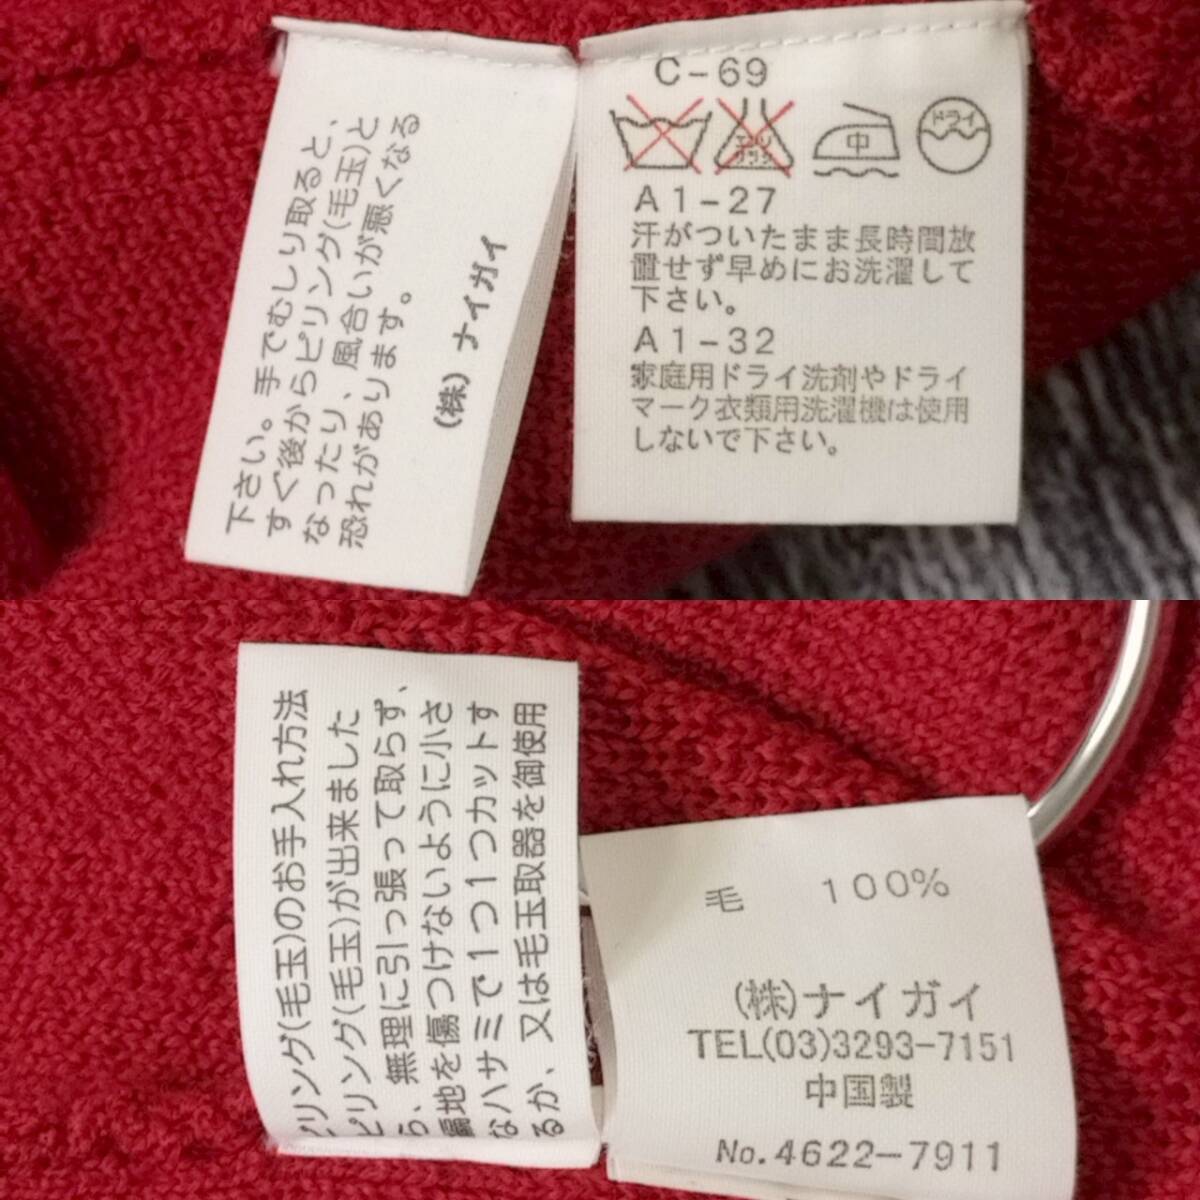 下さい。手でむしり取ると、
すぐ後からピリング(毛玉)と
なったり、風合いが悪くなる
恐れがあります。
(株)ナイガイ
C-69
エンソ
サンク
中
ドライ
A1-27
汗がついたまま長時間放
置せず早めにお洗濯して
下さい。
A1-32
家庭用ドライ洗剤やドライ
マーク衣類用洗濯機は使用
しないで下さい。
ピリング(毛玉)のお手入れ方法
ピリング(毛玉)が出来ました
ら、無理に引っ張って取らず、
編地を傷つけないように小さ
なハサミで1つ1つカットす
るか、又は毛玉取器を御使用
毛 100%
(株)ナイガイ
TEL(03)3293-7151
中国製
No.4622-7911